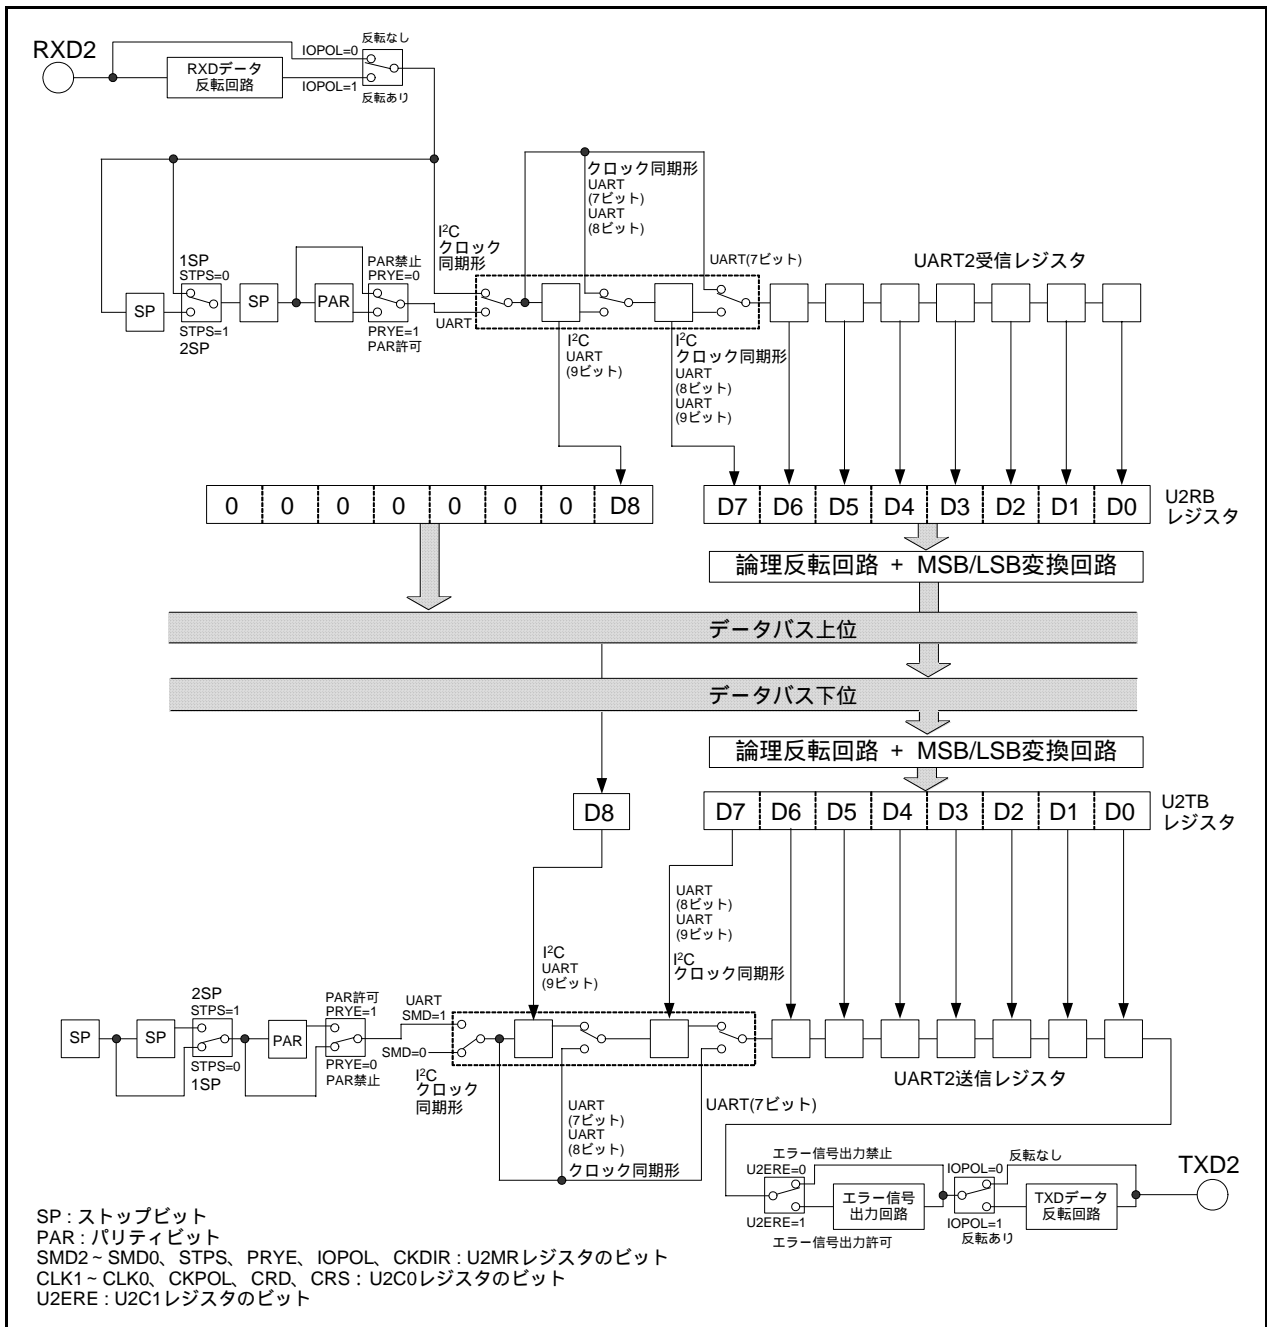 RXD2
反転なし
IOPOL=0
RXDデータ
反転回路
IOPOL=1
反転あり
クロック同期形
UART
(7ビット)
UART
(8ビット)
I²C
クロック
同期形
1SP
STPS=0
PAR禁止
PRYE=0
UART(7ビット)
UART2受信レジスタ
SP
SP
PAR
STPS=1
2SP
PRYE=1
PAR許可
UART
I²C
UART
(9ビット)
I²C
クロック同期形
UART
(8ビット)
UART
(9ビット)
0 0 0 0 0 0 0 D8
D7 D6 D5 D4 D3 D2 D1 D0
U2RB
レジスタ
論理反転回路 + MSB/LSB変換回路
データバス上位
データバス下位
論理反転回路 + MSB/LSB変換回路
D8
D7 D6 D5 D4 D3 D2 D1 D0
U2TB
レジスタ
UART
(8ビット)
UART
(9ビット)
I²C
クロック同期形
I²C
UART
(9ビット)
2SP
STPS=1
PAR許可
PRYE=1
UART
SMD=1
SP
SP
PAR
SMD=0
STPS=0
1SP
PRYE=0
PAR禁止
I²C
クロック
同期形
UART2送信レジスタ
UART
(7ビット)
UART
(8ビット)
クロック同期形
UART(7ビット)
エラー信号出力禁止
U2ERE=0
IOPOL=0
反転なし
TXD2
エラー信号
出力回路
TXDデータ
反転回路
U2ERE=1
エラー信号出力許可
IOPOL=1
反転あり
SP : ストップビット
PAR : パリティビット
SMD2 ~ SMD0、STPS、PRYE、IOPOL、CKDIR : U2MRレジスタのビット
CLK1 ~ CLK0、CKPOL、CRD、CRS : U2C0レジスタのビット
U2ERE : U2C1レジスタのビット